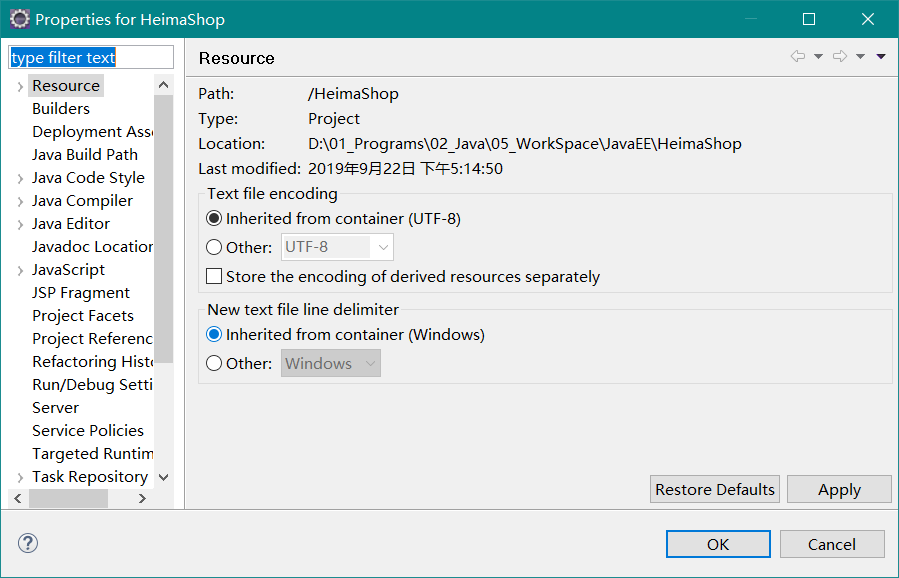 Properties for HeimaShop
type filter text
Resource
Builders
Deployment Asse
Java Build Path
Java Code Style
Java Compiler
Java Editor
Javadoc Location
JavaScript
JSP Fragment
Project Facets
Project Referenc
Refactoring Histo
Run/Debug Setti
Server
Service Policies
Targeted Runtim
Task Repository
Resource
Path: /HeimaShop
Type: Project
Location: D:\01_Programs\02_Java\05_WorkSpace\JavaEE\HeimaShop
Last modified: 2019年9月22日 下午5:14:50
Text file encoding
Inherited from container (UTF-8)
Other: UTF-8
Store the encoding of derived resources separately
New text file line delimiter
Inherited from container (Windows)
Other: Windows
Restore Defaults Apply
? OK Cancel